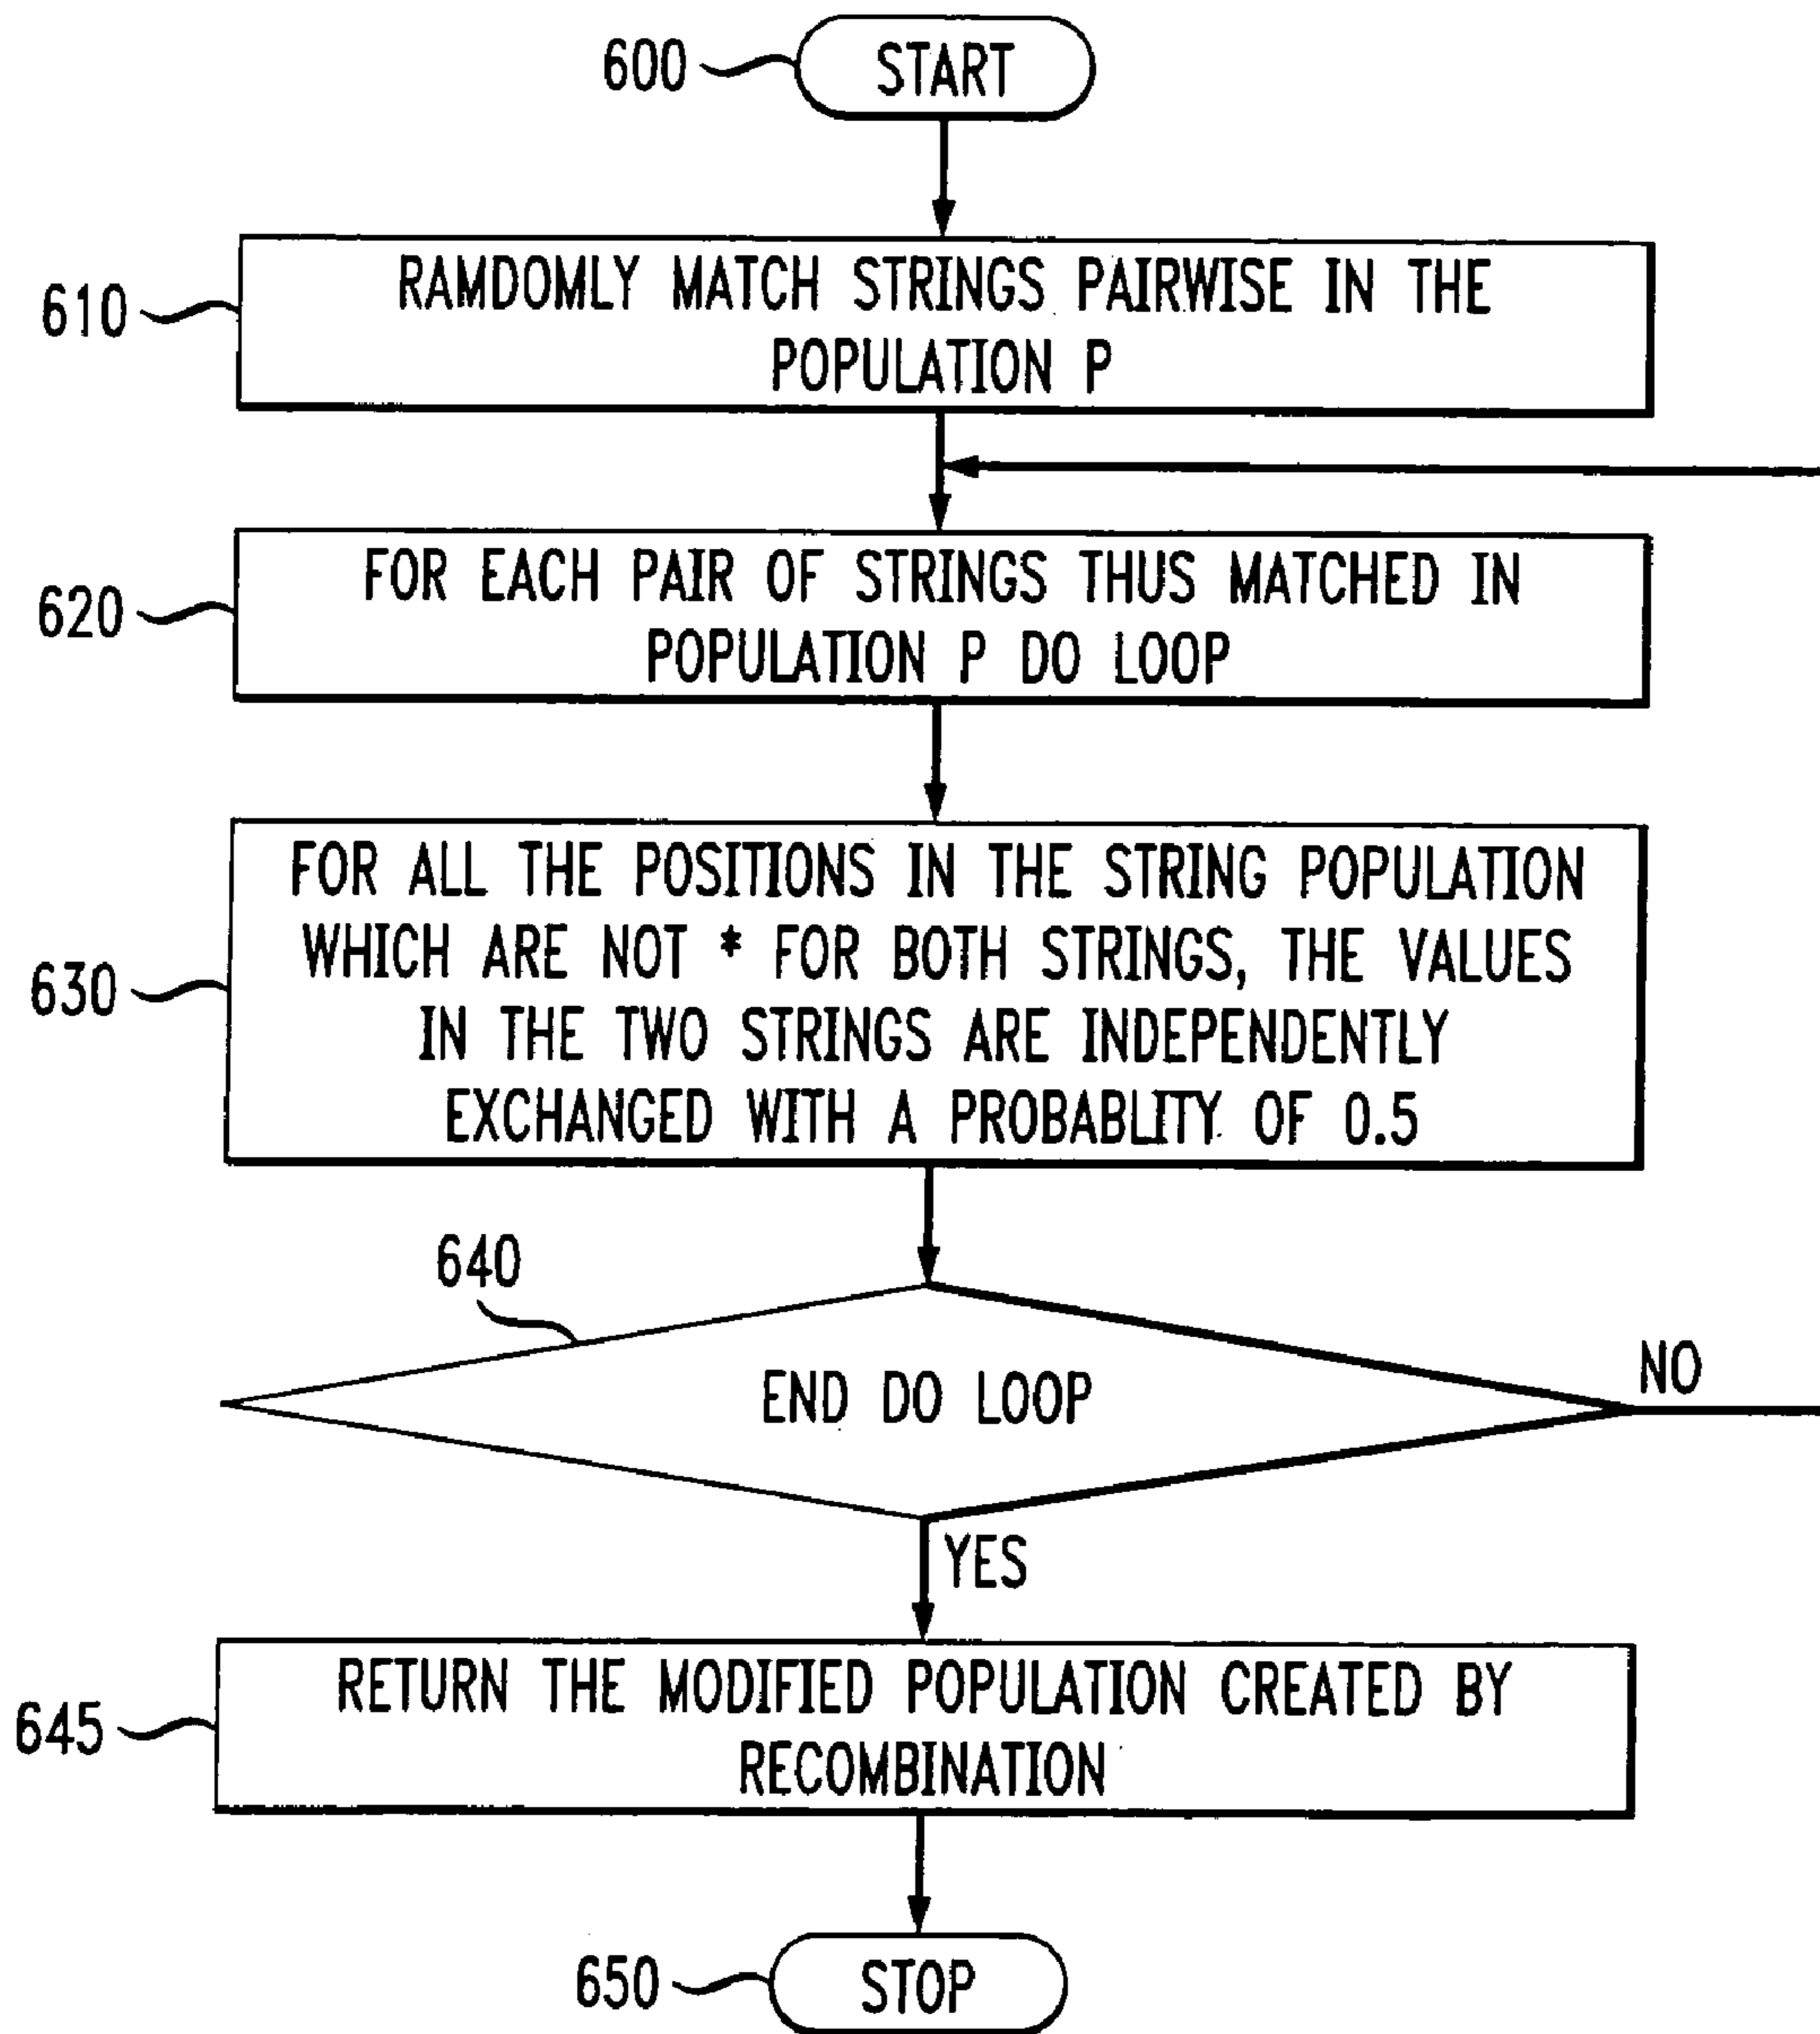 600
START
610
RAMDOMLY MATCH STRINGS PAIRWISE IN THE
POPULATION P
620
FOR EACH PAIR OF STRINGS THUS MATCHED IN
POPULATION P DO LOOP
630
FOR ALL THE POSITIONS IN THE STRING POPULATION
WHICH ARE NOT * FOR BOTH STRINGS, THE VALUES
IN THE TWO STRINGS ARE INDEPENDENTLY
EXCHANGED WITH A PROBABLITY OF 0.5
640
END DO LOOP
NO
YES
645
RETURN THE MODIFIED POPULATION CREATED BY
RECOMBINATION
650
STOP